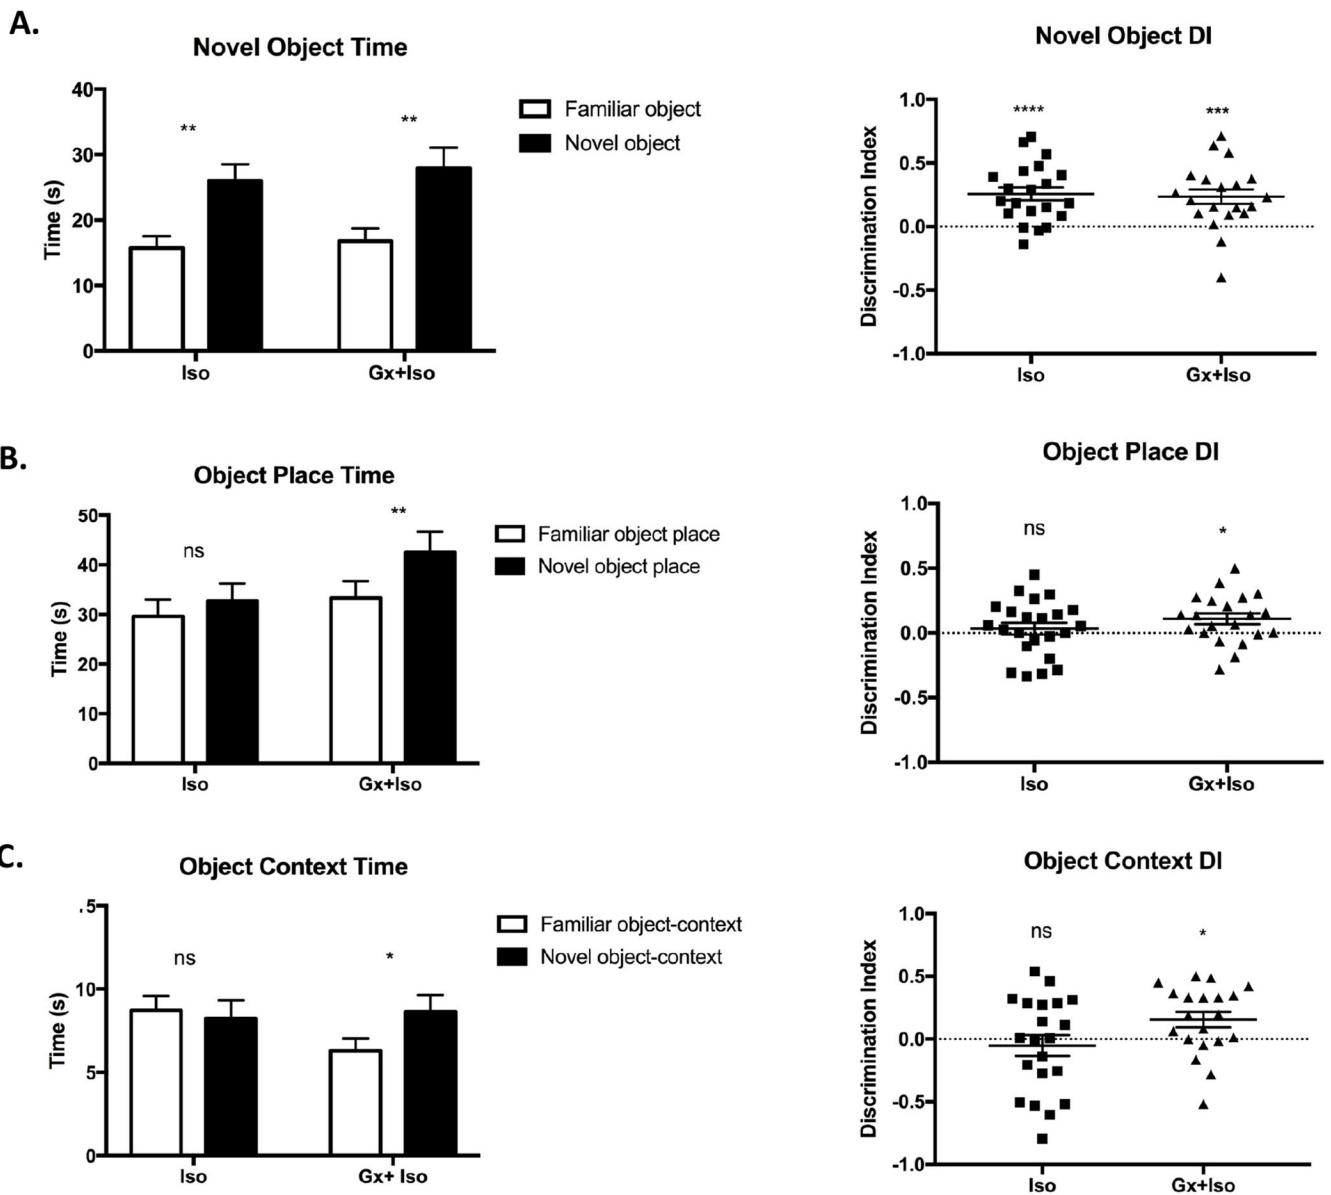 A.
Novel Object Time
40
30
20
10
0
Time (s)
**
**
Iso
Gx+Iso
Familiar object
Novel object
Novel Object DI
1.0
0.5
0.0
-0.5
-1.0
Discrimination Index
****
***
Iso
Gx+Iso
B.
Object Place Time
50
40
30
20
10
0
Time (s)
ns
**
Iso
Gx+Iso
Familiar object place
Novel object place
Object Place DI
1.0
0.5
0.0
-0.5
-1.0
Discrimination Index
ns
*
Iso
Gx+Iso
C.
Object Context Time
.5
10
5
0
Time (s)
ns
*
Iso
Gx+ Iso
Familiar object-context
Novel object-context
Object Context DI
1.0
0.5
0.0
-0.5
-1.0
Discrimination Index
ns
*
Iso
Gx+Iso